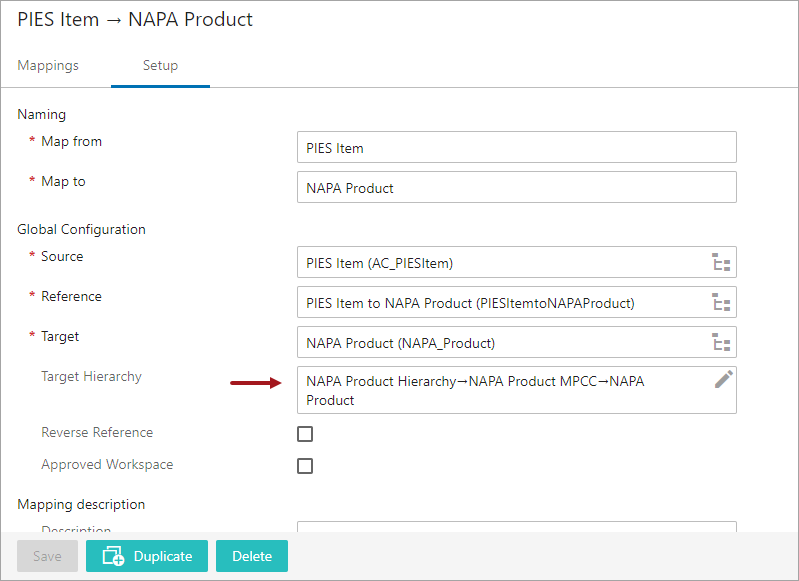 PIES Item → NAPA Product
Mappings
Setup
Naming
* Map from
PIES Item
* Map to
NAPA Product
Global Configuration
* Source
PIES Item (AC_PIESItem)
* Reference
PIES Item to NAPA Product (PIESItemtoNAPAProduct)
* Target
NAPA Product (NAPA_Product)
Target Hierarchy
NAPA Product Hierarchy→NAPA Product MPCC→NAPA
Product
Reverse Reference
Approved Workspace
Mapping description
Description
Save
Duplicate
Delete